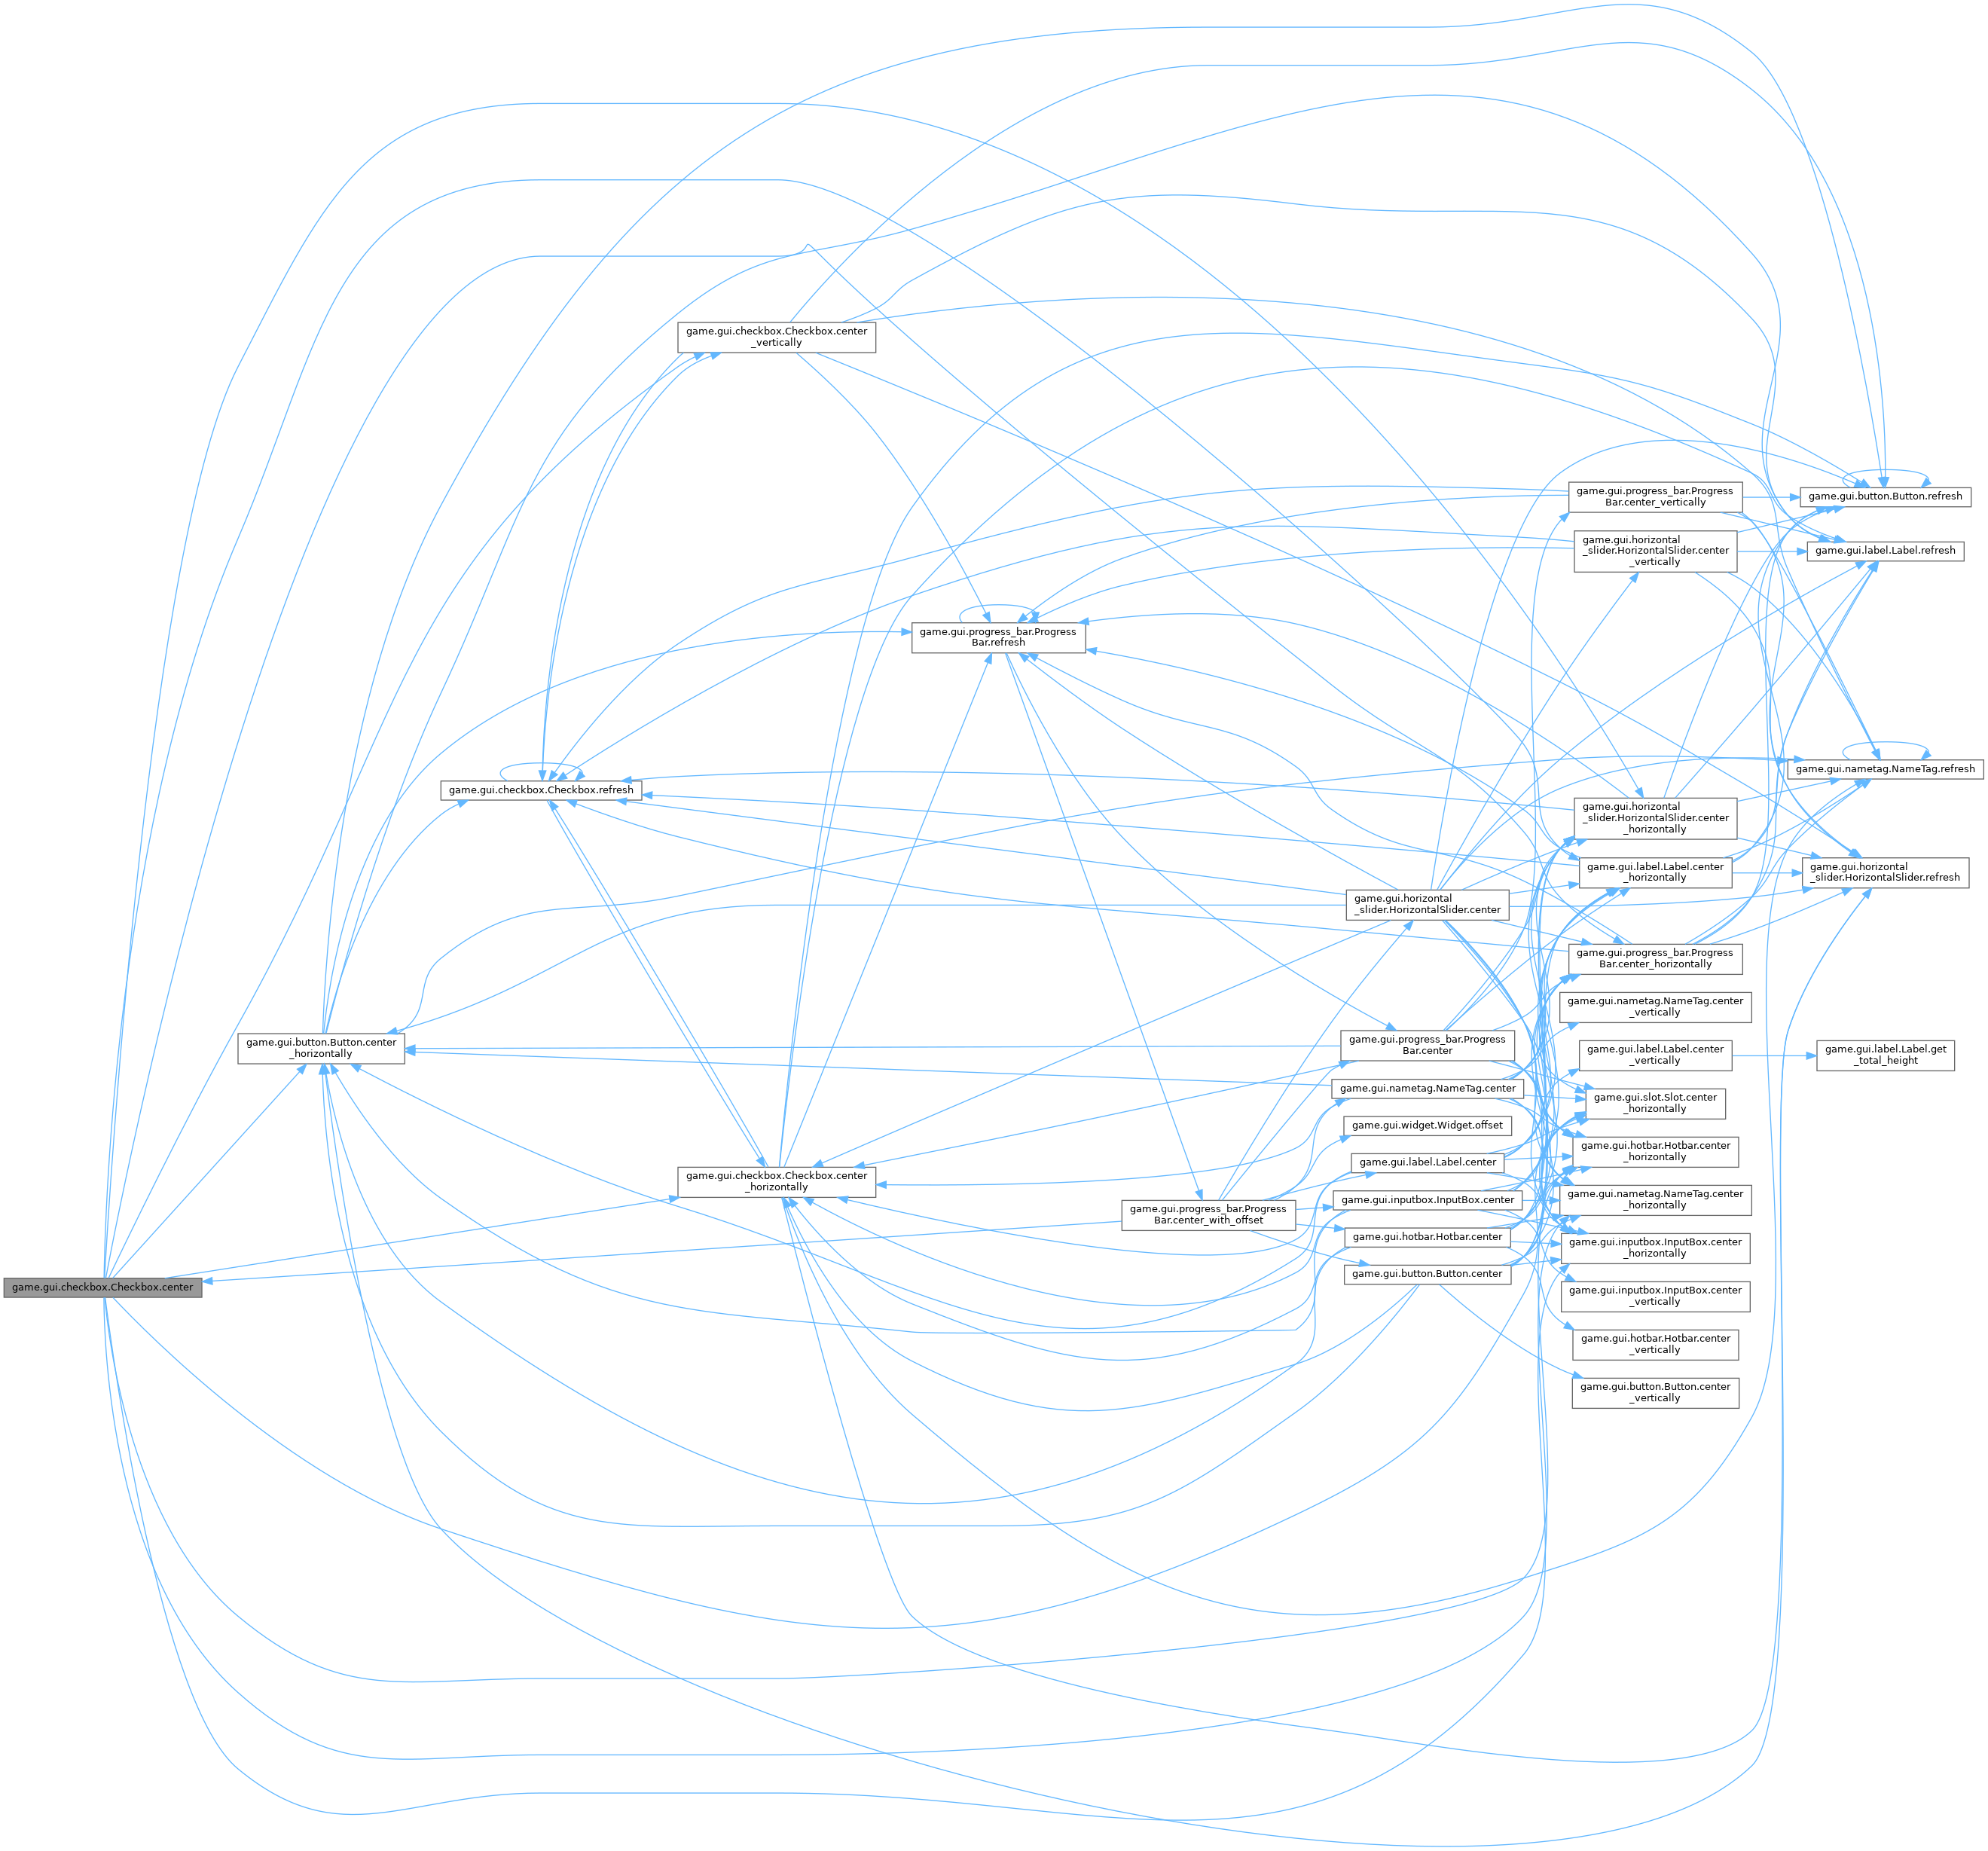 game.gui.checkbox.Checkbox.center
_vertically
game.gui.progress_bar.Progress
Bar.center_vertically
game.gui.button.Button.refresh
game.gui.horizontal
_slider.HorizontalSlider.center
_vertically
game.gui.label.Label.refresh
game.gui.progress_bar.Progress
Bar.refresh
game.gui.nametag.NameTag.refresh
game.gui.checkbox.Checkbox.refresh
game.gui.horizontal
_slider.HorizontalSlider.center
_horizontally
game.gui.label.Label.center
_horizontally
game.gui.horizontal
_slider.HorizontalSlider.refresh
game.gui.horizontal
_slider.HorizontalSlider.center
game.gui.progress_bar.Progress
Bar.center_horizontally
game.gui.nametag.NameTag.center
_vertically
game.gui.button.Button.center
_horizontally
game.gui.progress_bar.Progress
Bar.center
game.gui.label.Label.center
_vertically
game.gui.label.Label.get
_total_height
game.gui.nametag.NameTag.center
game.gui.slot.Slot.center
_horizontally
game.gui.widget.Widget.offset
game.gui.hotbar.Hotbar.center
_horizontally
game.gui.label.Label.center
game.gui.checkbox.Checkbox.center
_horizontally
game.gui.inputbox.InputBox.center
game.gui.nametag.NameTag.center
_horizontally
game.gui.progress_bar.Progress
Bar.center_with_offset
game.gui.hotbar.Hotbar.center
game.gui.inputbox.InputBox.center
_horizontally
game.gui.button.Button.center
game.gui.checkbox.Checkbox.center
game.gui.inputbox.InputBox.center
_vertically
game.gui.hotbar.Hotbar.center
_vertically
game.gui.button.Button.center
_vertically